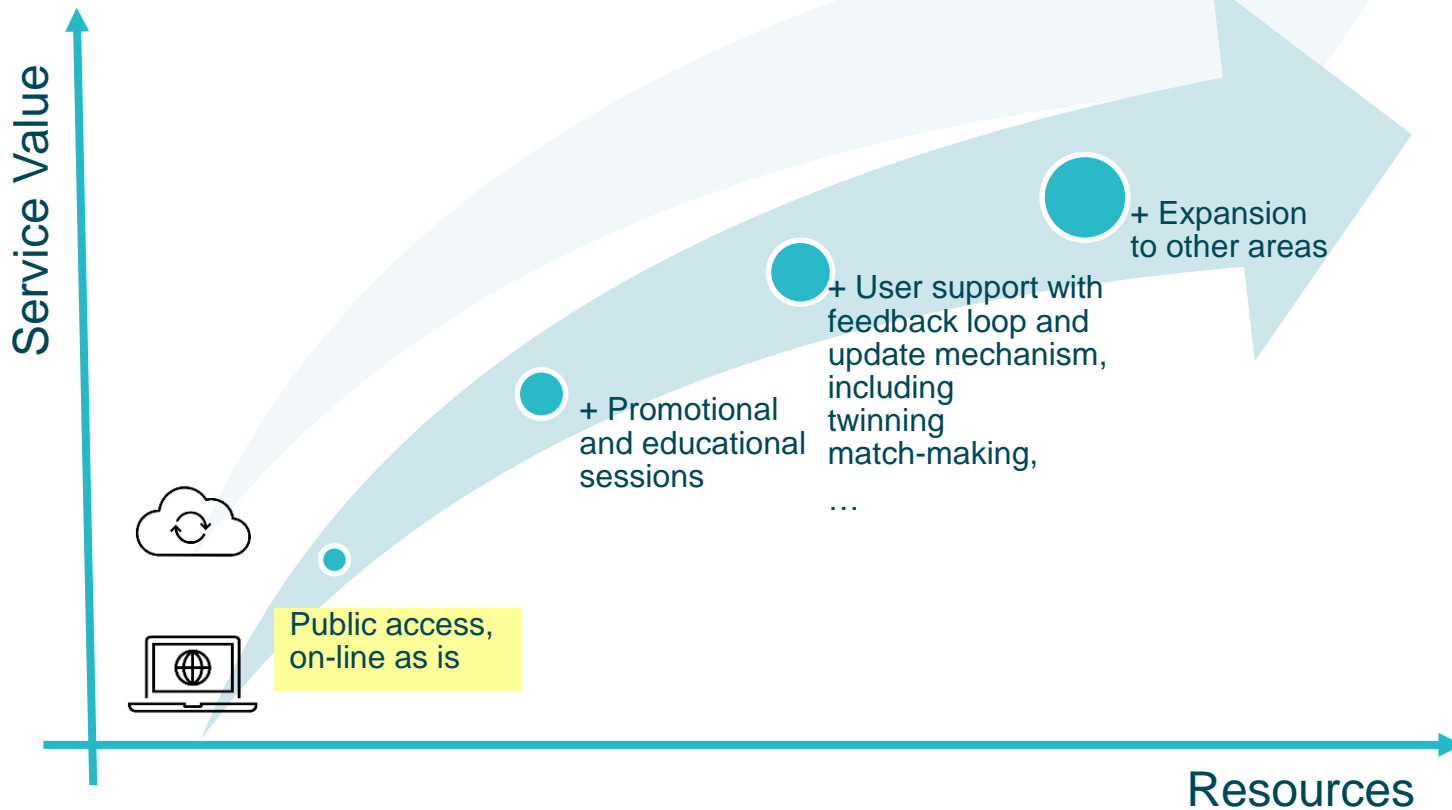 Service Value
+ Expansion
to other areas
+ User support with
feedback loop and
update mechanism,
including
twinning
match-making,
…
+ Promotional
and educational
sessions
Public access,
on-line as is
Resources